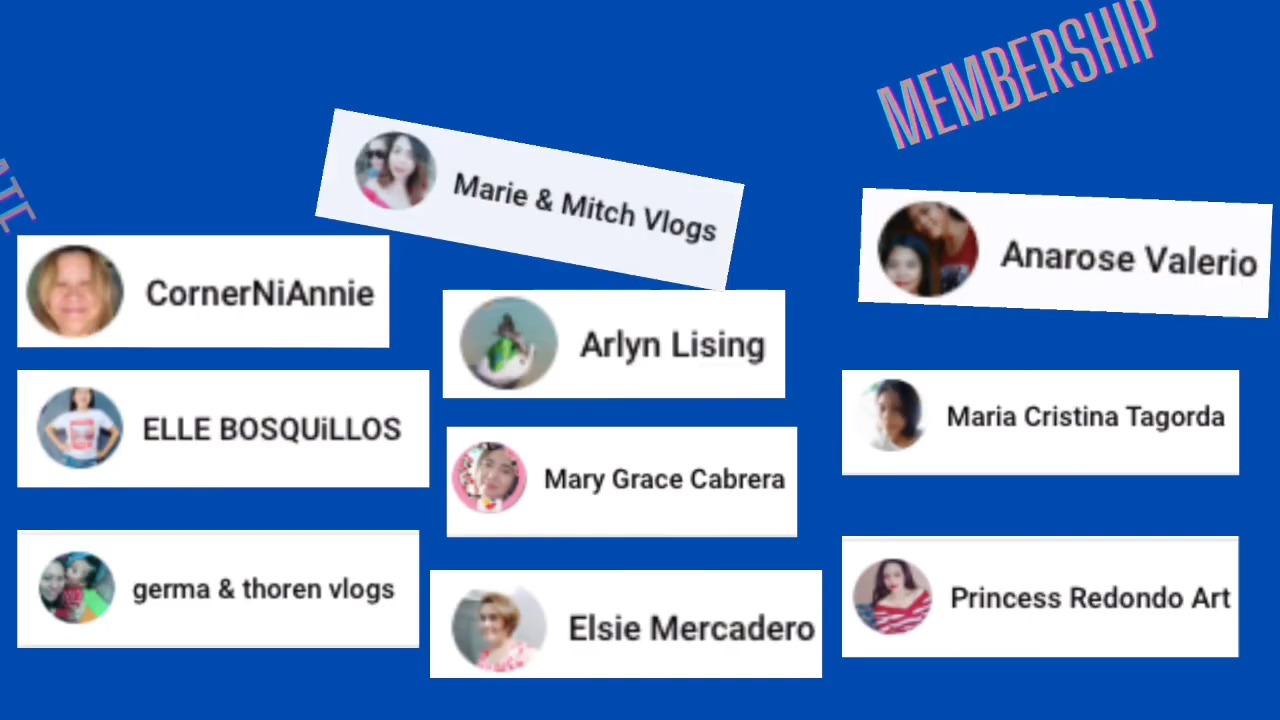 MEMBERSHIP
Marie & Mitch Vlogs
Anarose Valerio
CornerNiAnnie
Arlyn Lising
ELLE BOSQUiLLOS
Maria Cristina Tagorda
Mary Grace Cabrera
germa & thoren vlogs
Princess Redondo Art
Elsie Mercadero